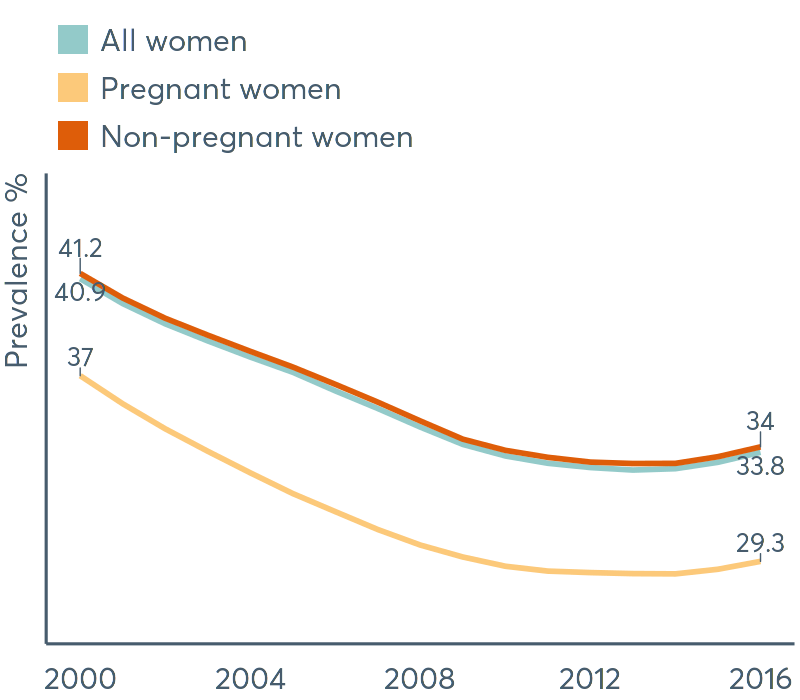 All women
Pregnant women
Non-pregnant women
Prevalence %
41.2
40.9
37
34
33.8
29.3
2000 2004 2008 2012 2016